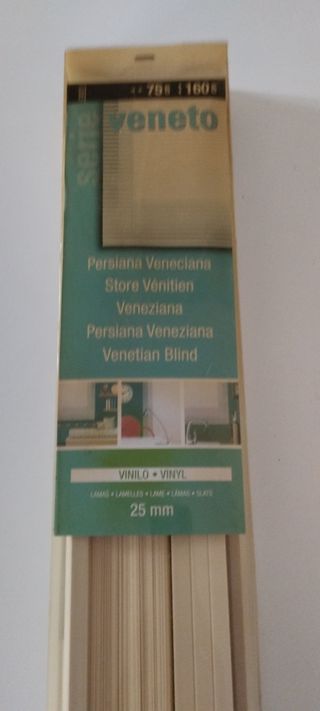 75 160
serie
veneto
Persiana Veneciana
Store Vénitien
Veneziana
Persiana Veneziana
Venetian Blind
VINILO • VINYL
LAMAS • LAMELLES • LAME • LÂMAS • SLATS
25 mm